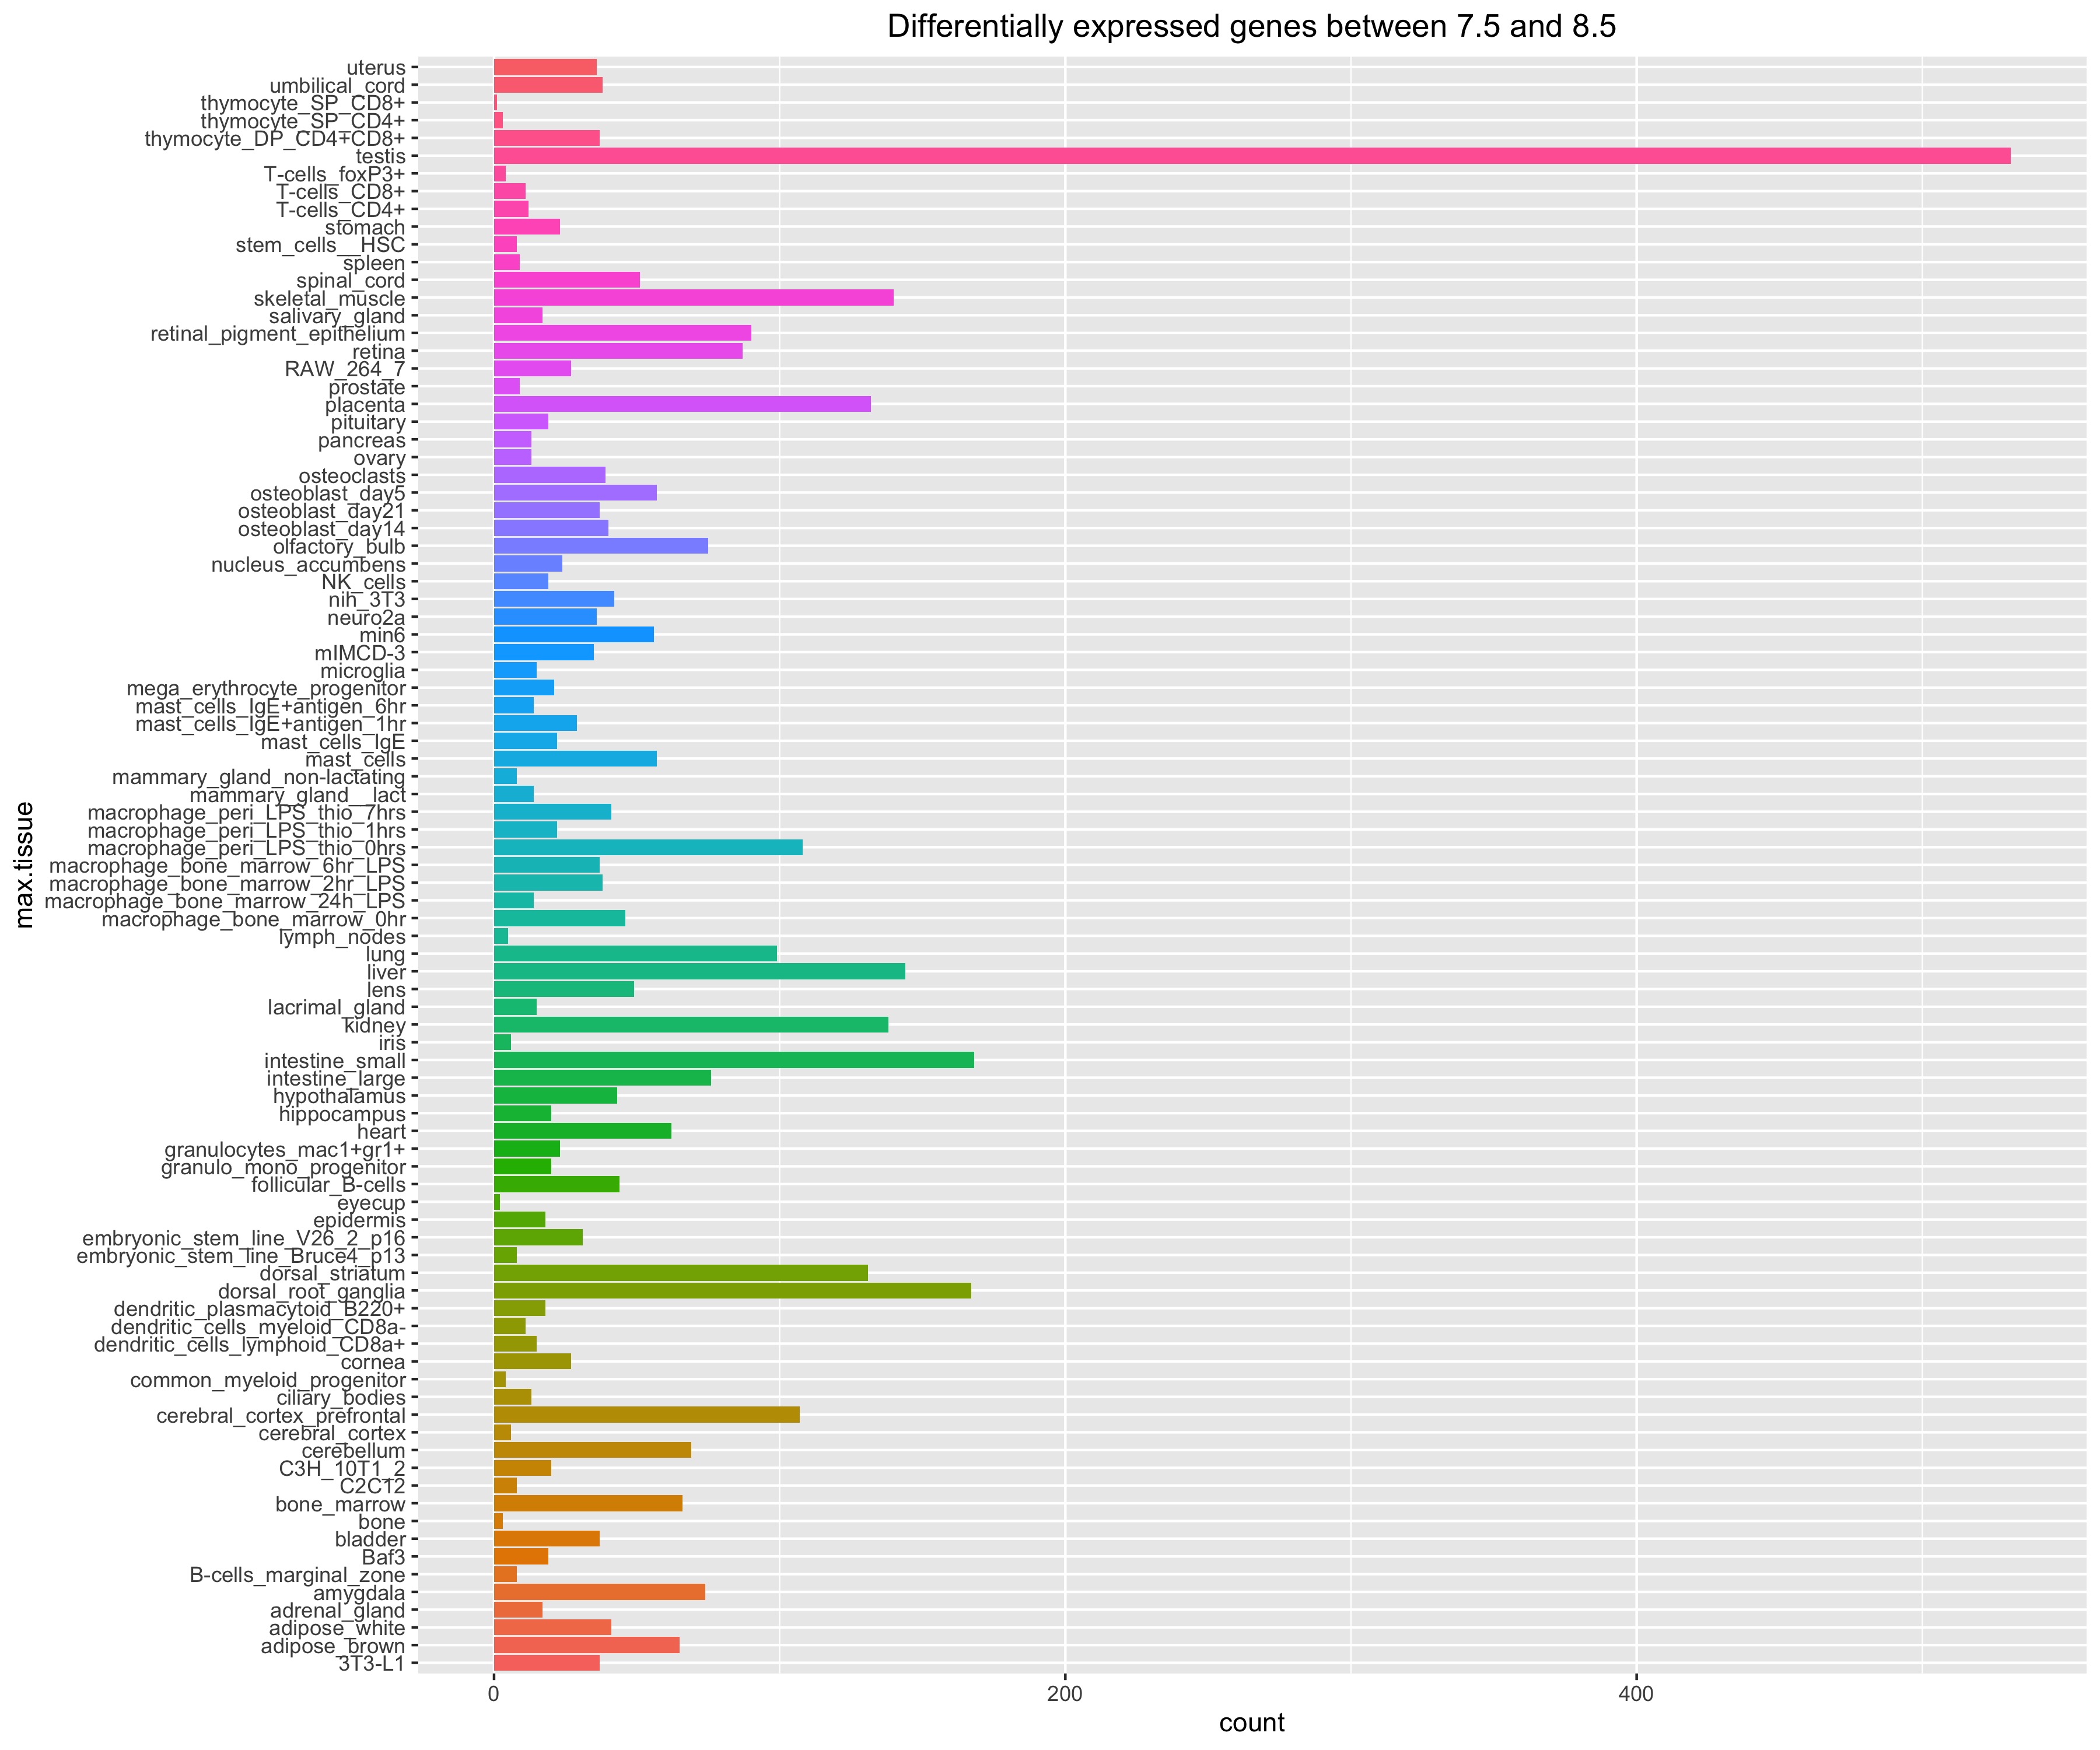 Differentially expressed genes between 7.5 and 8.5
max.tissue
uterus
umbilical_cord
thymocyte_SP_CD8+
thymocyte_SP_CD4+
thymocyte_DP_CD4+CD8+
testis
T-cells_foxP3+
T-cells_CD8+
T-cells_CD4+
stomach
stem_cells__HSC
spleen
spinal_cord
skeletal_muscle
salivary_gland
retinal_pigment_epithelium
retina
RAW_264_7
prostate
placenta
pituitary
pancreas
ovary
osteoclasts
osteoblast_day5
osteoblast_day21
osteoblast_day14
olfactory_bulb
nucleus_accumbens
NK_cells
nih_3T3
neuro2a
min6
mIMCD-3
microglia
mega_erythrocyte_progenitor
mast_cells_IgE+antigen_6hr
mast_cells_IgE+antigen_1hr
mast_cells_IgE
mast_cells
mammary_gland_non-lactating
mammary_gland__lact
macrophage_peri_LPS_thio_7hrs
macrophage_peri_LPS_thio_1hrs
macrophage_peri_LPS_thio_0hrs
macrophage_bone_marrow_6hr_LPS
macrophage_bone_marrow_2hr_LPS
macrophage_bone_marrow_24h_LPS
macrophage_bone_marrow_0hr
lymph_nodes
lung
liver
lens
lacrimal_gland
kidney
iris
intestine_small
intestine_large
hypothalamus
hippocampus
heart
granulocytes_mac1+gr1+
granulo_mono_progenitor
follicular_B-cells
eyecup
epidermis
embryonic_stem_line_V26_2_p16
embryonic_stem_line_Bruce4_p13
dorsal_striatum
dorsal_root_ganglia
dendritic_plasmacytoid_B220+
dendritic_cells_myeloid_CD8a-
dendritic_cells_lymphoid_CD8a+
cornea
common_myeloid_progenitor
ciliary_bodies
cerebral_cortex_prefrontal
cerebral_cortex
cerebellum
C3H_10T1_2
C2C12
bone_marrow
bone
bladder
Baf3
B-cells_marginal_zone
amygdala
adrenal_gland
adipose_white
adipose_brown
3T3-L1
0 200 400
count